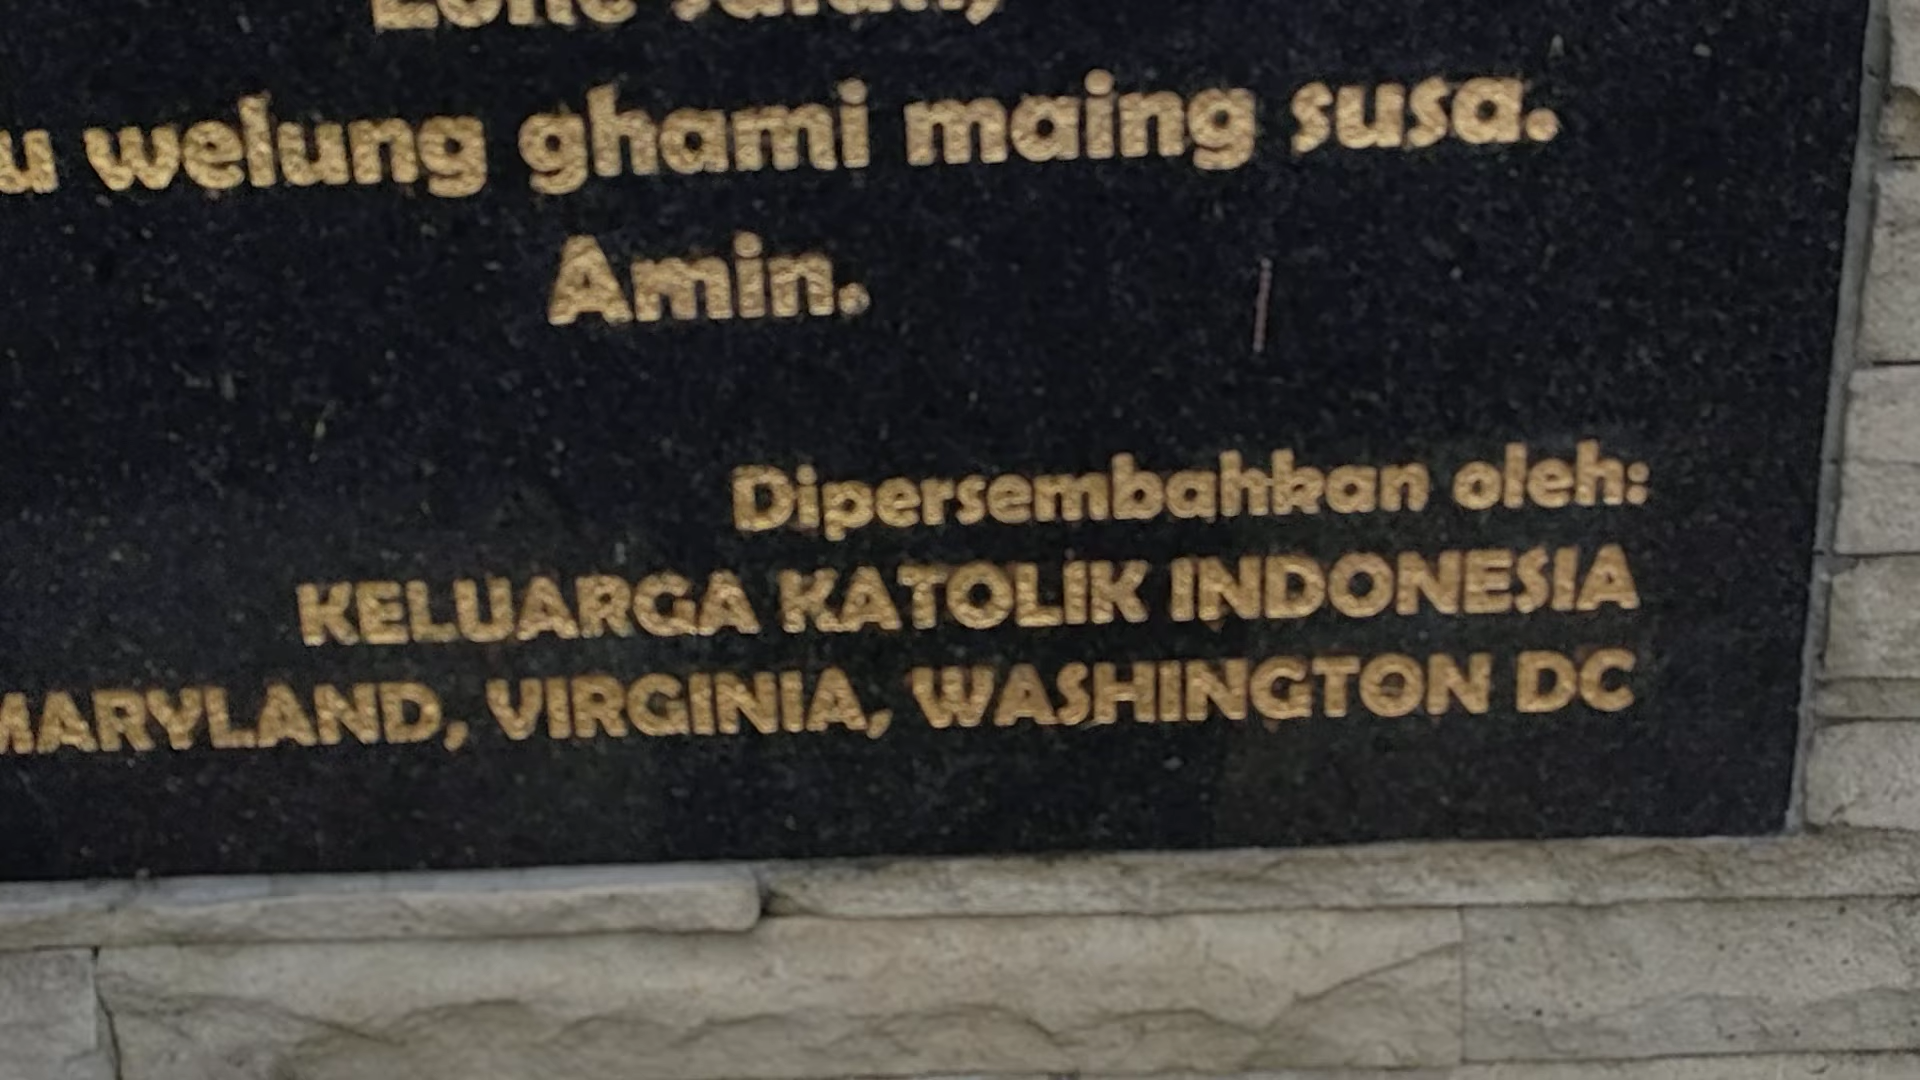 welung ghami maing susa.
Amin.
Dipersembahkan oleh:
KELUARGA KATOLIK INDONESIA
MARYLAND, VIRGINIA, WASHINGTON DC